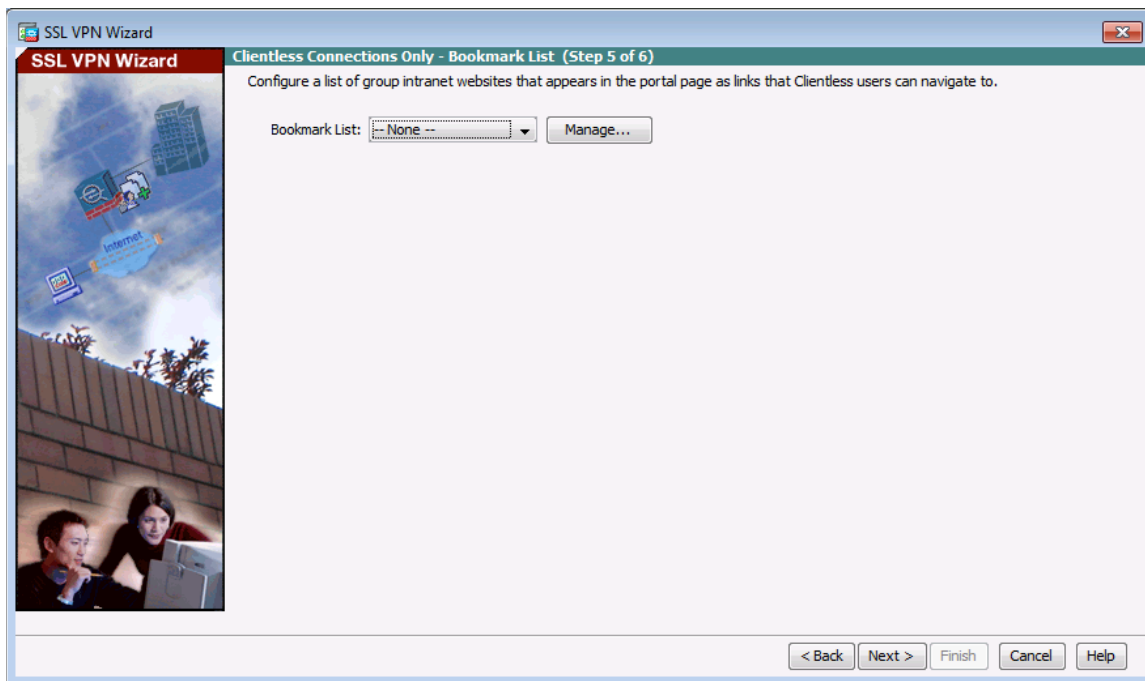 SSL VPN Wizard
SSL VPN Wizard
Clientless Connections Only - Bookmark List (Step 5 of 6)
Configure a list of group intranet websites that appears in the portal page as links that Clientless users can navigate to.
Bookmark List: -- None -- Manage...
Internet
< Back Next > Finish Cancel Help